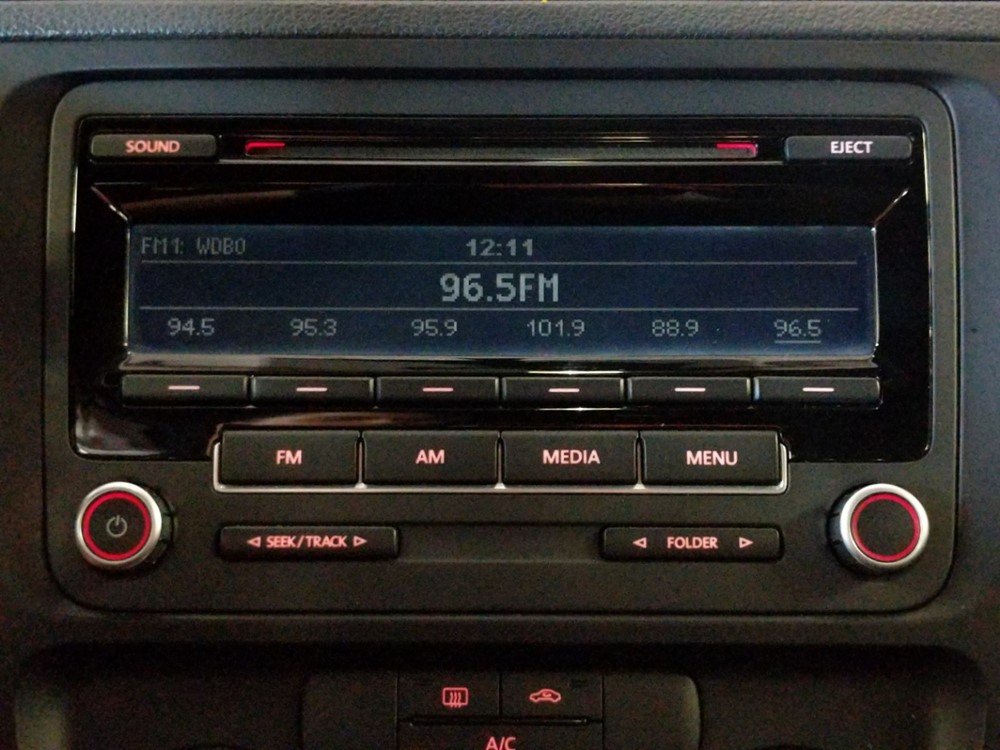 SOUND EJECT
FM1: WDBO 12:11
96.5FM
94.5 95.3 95.9 101.9 88.9 96.5
FM AM MEDIA MENU
SEEK/TRACK FOLDER
A/C